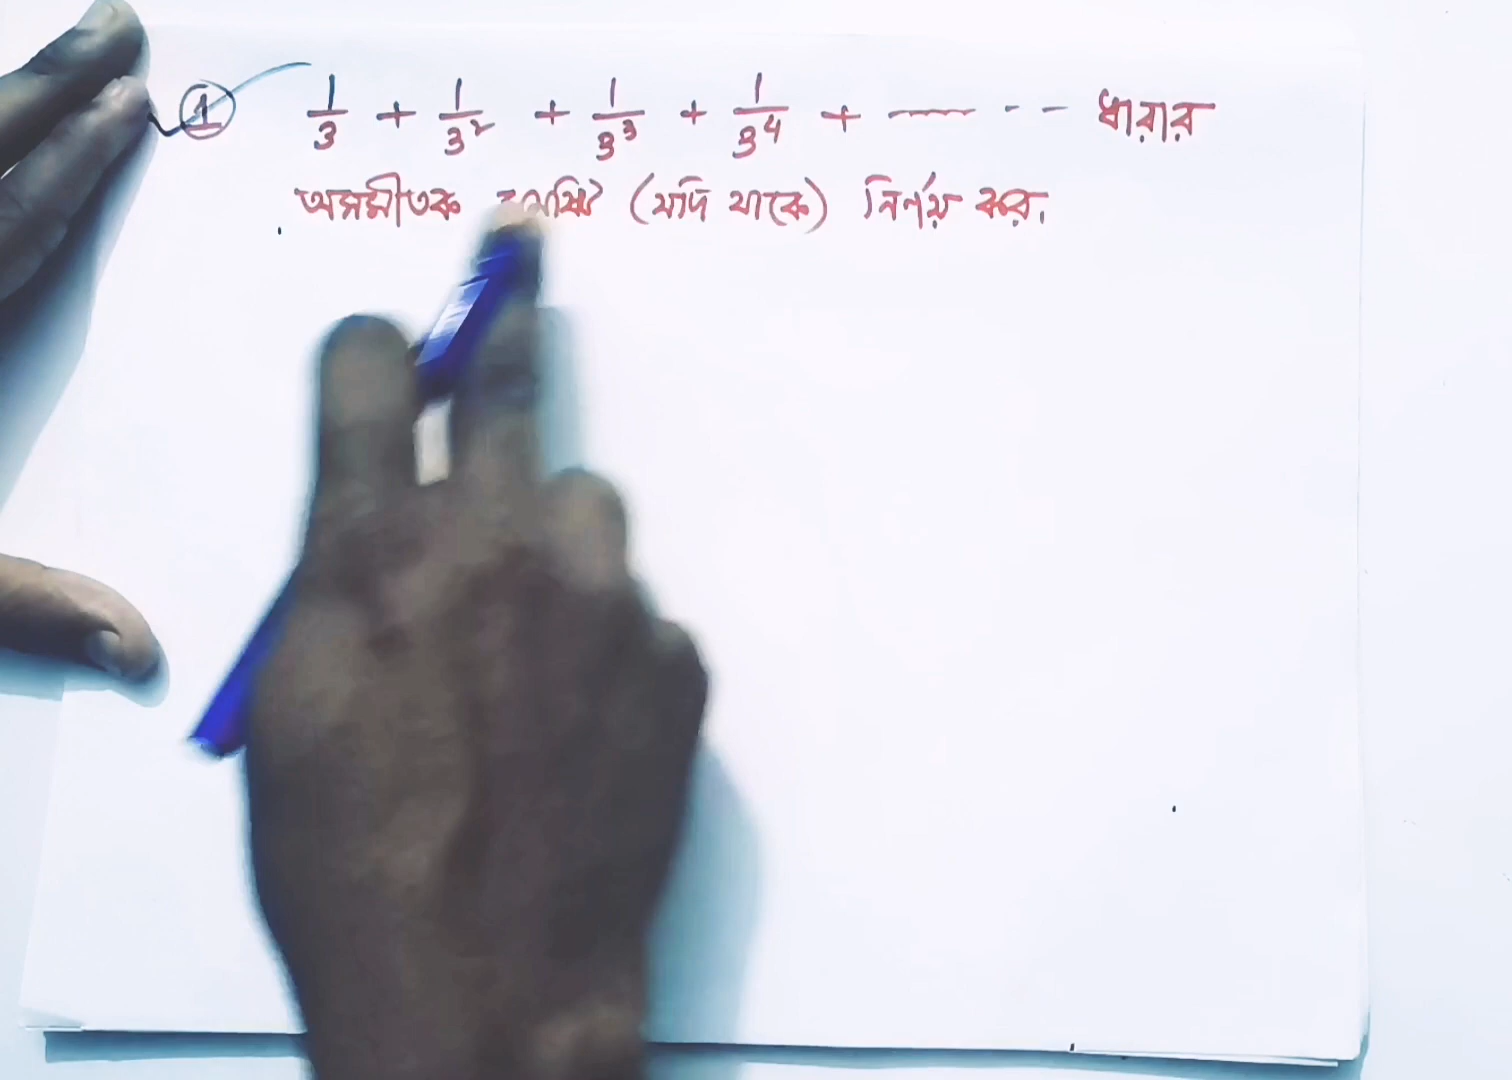 ① 1/3 + 1/3² + 1/3³ + 1/3⁴ + —— - - ধারার
অসমীতক (যদি থাকে) নির্ণয় কর.